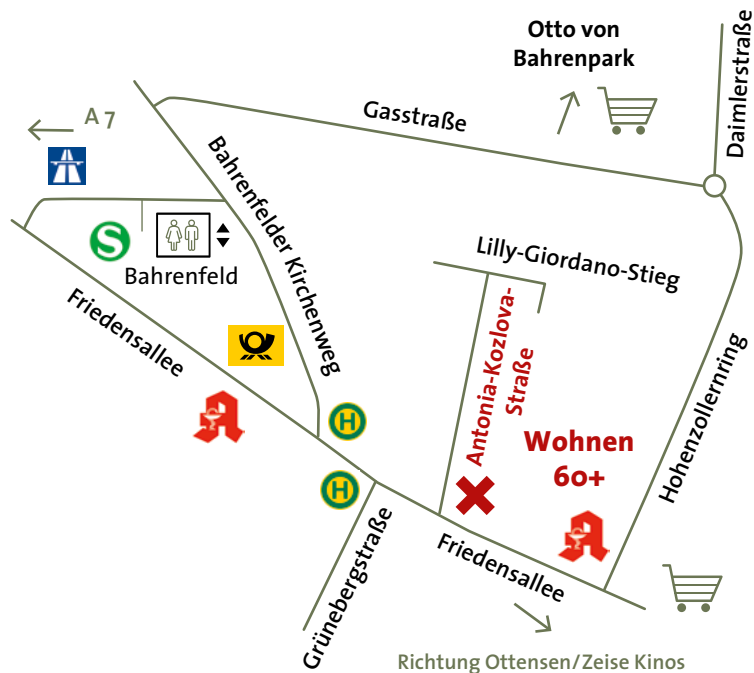 Otto von
Bahrenpark
Daimlerstraße
Gasstraße
A 7
Bahrenfelder Kirchenweg
S
Bahrenfeld
Lilly-Giordano-Stieg
Friedensallee
Antonia-Kozlova-
Straße
Hohenzollernring
H
Wohnen
60+
H
Grünebergstraße
Friedensallee
Richtung Ottensen/Zeise Kinos